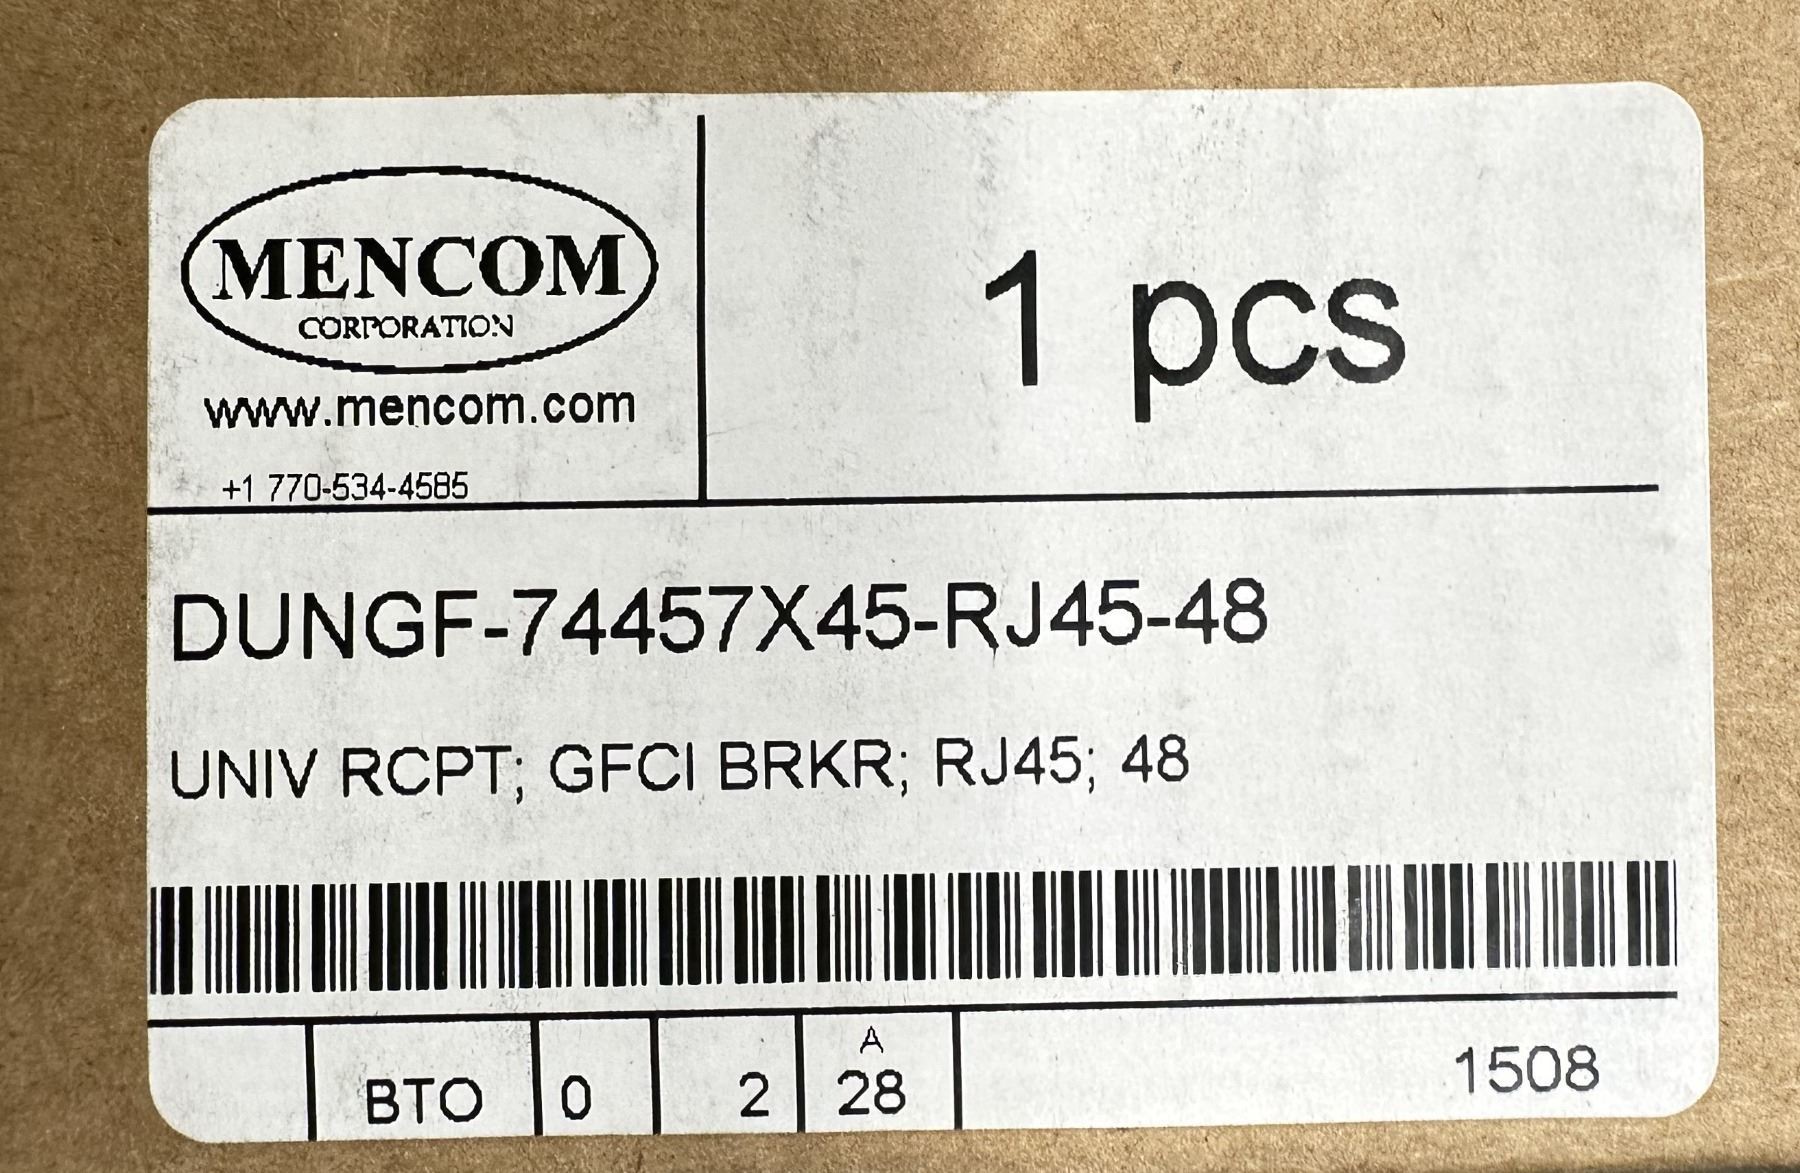 MENCOM
CORPORATION
www.mencom.com
+1 770-534-4585
1 pcs
DUNGF-74457X45-RJ45-48
UNIV RCPT; GFCI BRKR; RJ45; 48
BTO 0 2 A 28 1508